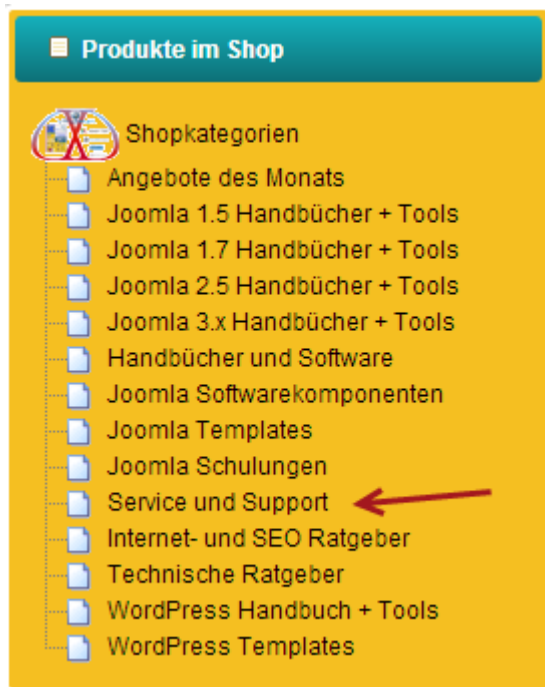 Produkte im Shop
Shopkategorien
Angebote des Monats
Joomla 1.5 Handbücher + Tools
Joomla 1.7 Handbücher + Tools
Joomla 2.5 Handbücher + Tools
Joomla 3.x Handbücher + Tools
Handbücher und Software
Joomla Softwarekomponenten
Joomla Templates
Joomla Schulungen
Service und Support
Internet- und SEO Ratgeber
Technische Ratgeber
WordPress Handbuch + Tools
WordPress Templates